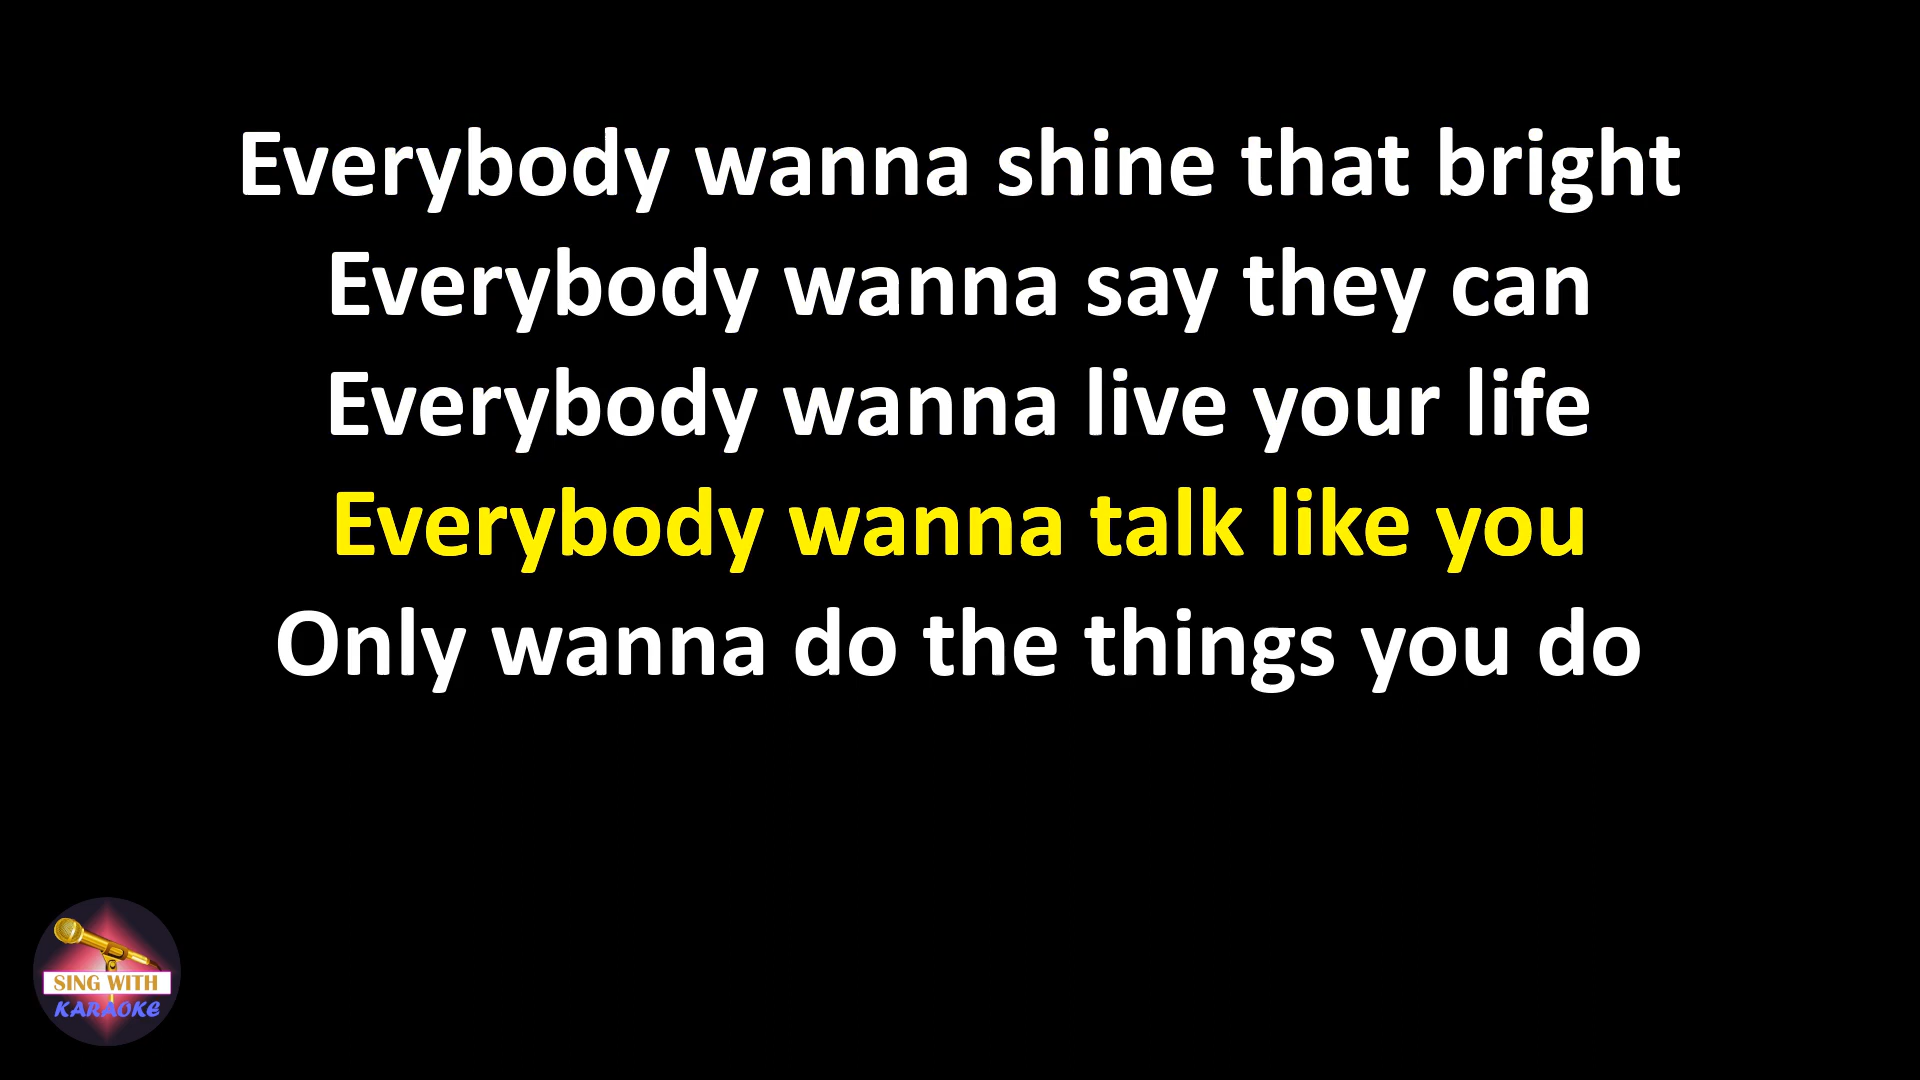 Everybody wanna shine that bright
Everybody wanna say they can
Everybody wanna live your life
Everybody wanna talk like you
Only wanna do the things you do
SING WITH
KARAOKE